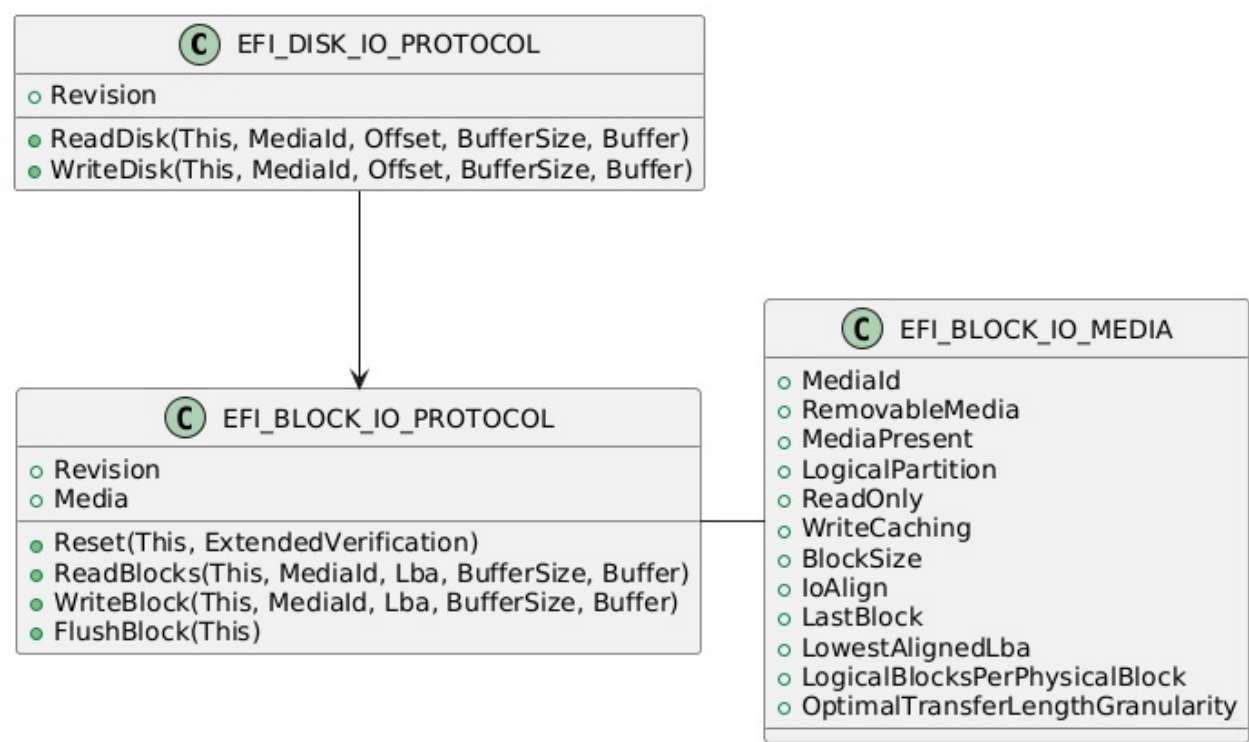 C EFI_DISK_IO_PROTOCOL
Revision
ReadDisk(This, MediaId, Offset, BufferSize, Buffer)
WriteDisk(This, MediaId, Offset, BufferSize, Buffer)
C EFI_BLOCK_IO_PROTOCOL
Revision
Media
Reset(This, ExtendedVerification)
ReadBlocks(This, MediaId, Lba, BufferSize, Buffer)
WriteBlock(This, MediaId, Lba, BufferSize, Buffer)
FlushBlock(This)
C EFI_BLOCK_IO_MEDIA
MediaId
RemovableMedia
MediaPresent
LogicalPartition
ReadOnly
WriteCaching
BlockSize
IoAlign
LastBlock
LowestAlignedLba
LogicalBlocksPerPhysicalBlock
OptimalTransferLengthGranularity